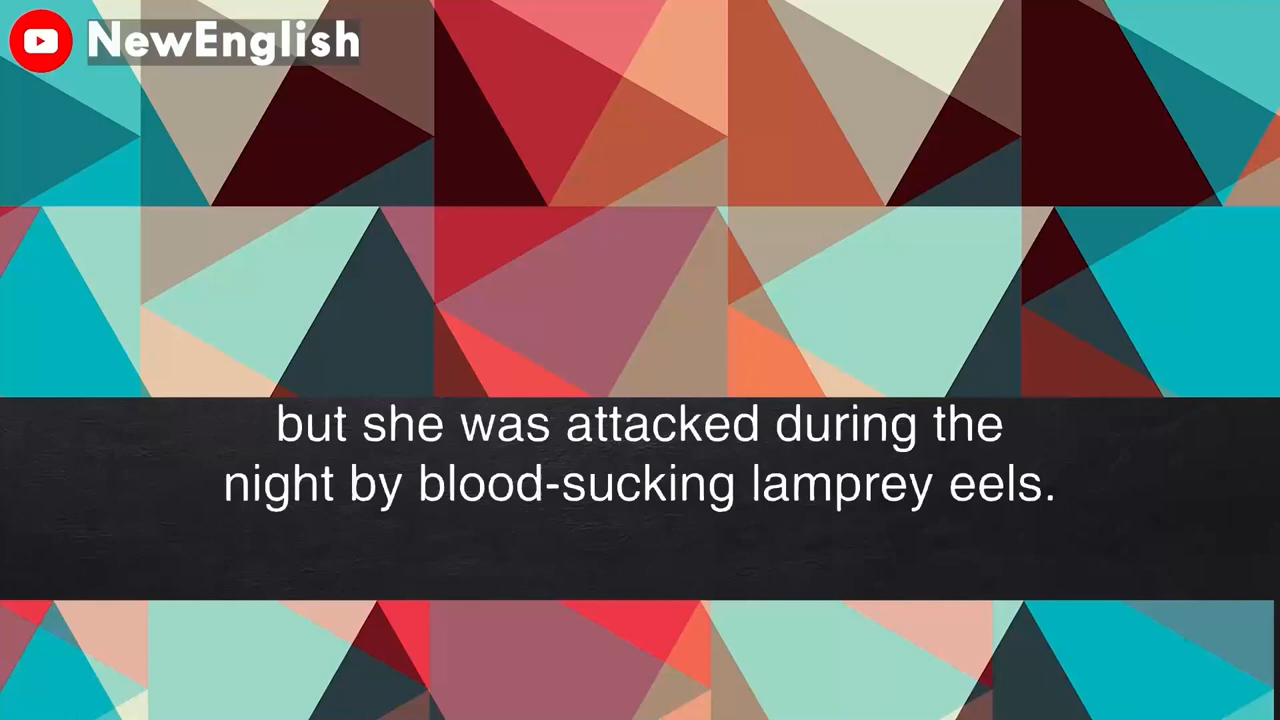 NewEnglish
but she was attacked during the
night by blood-sucking lamprey eels.